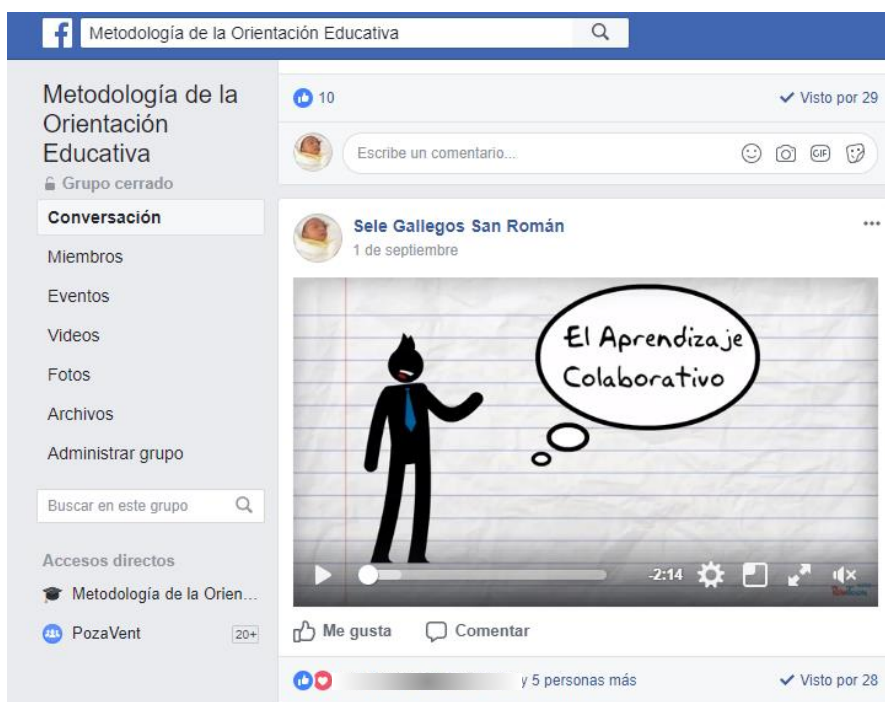 f Metodología de la Orientación Educativa
Metodología de la
Orientación
Educativa
Grupo cerrado
Conversación
Miembros
Eventos
Videos
Fotos
Archivos
Administrar grupo
Buscar en este grupo
Accesos directos
Metodología de la Orien...
PozaVent 20+
10 Visto por 29
Escribe un comentario...
GIF
Sele Gallegos San Román
1 de septiembre
El Aprendizaje
Colaborativo
-2:14
Me gusta Comentar
y 5 personas más Visto por 28